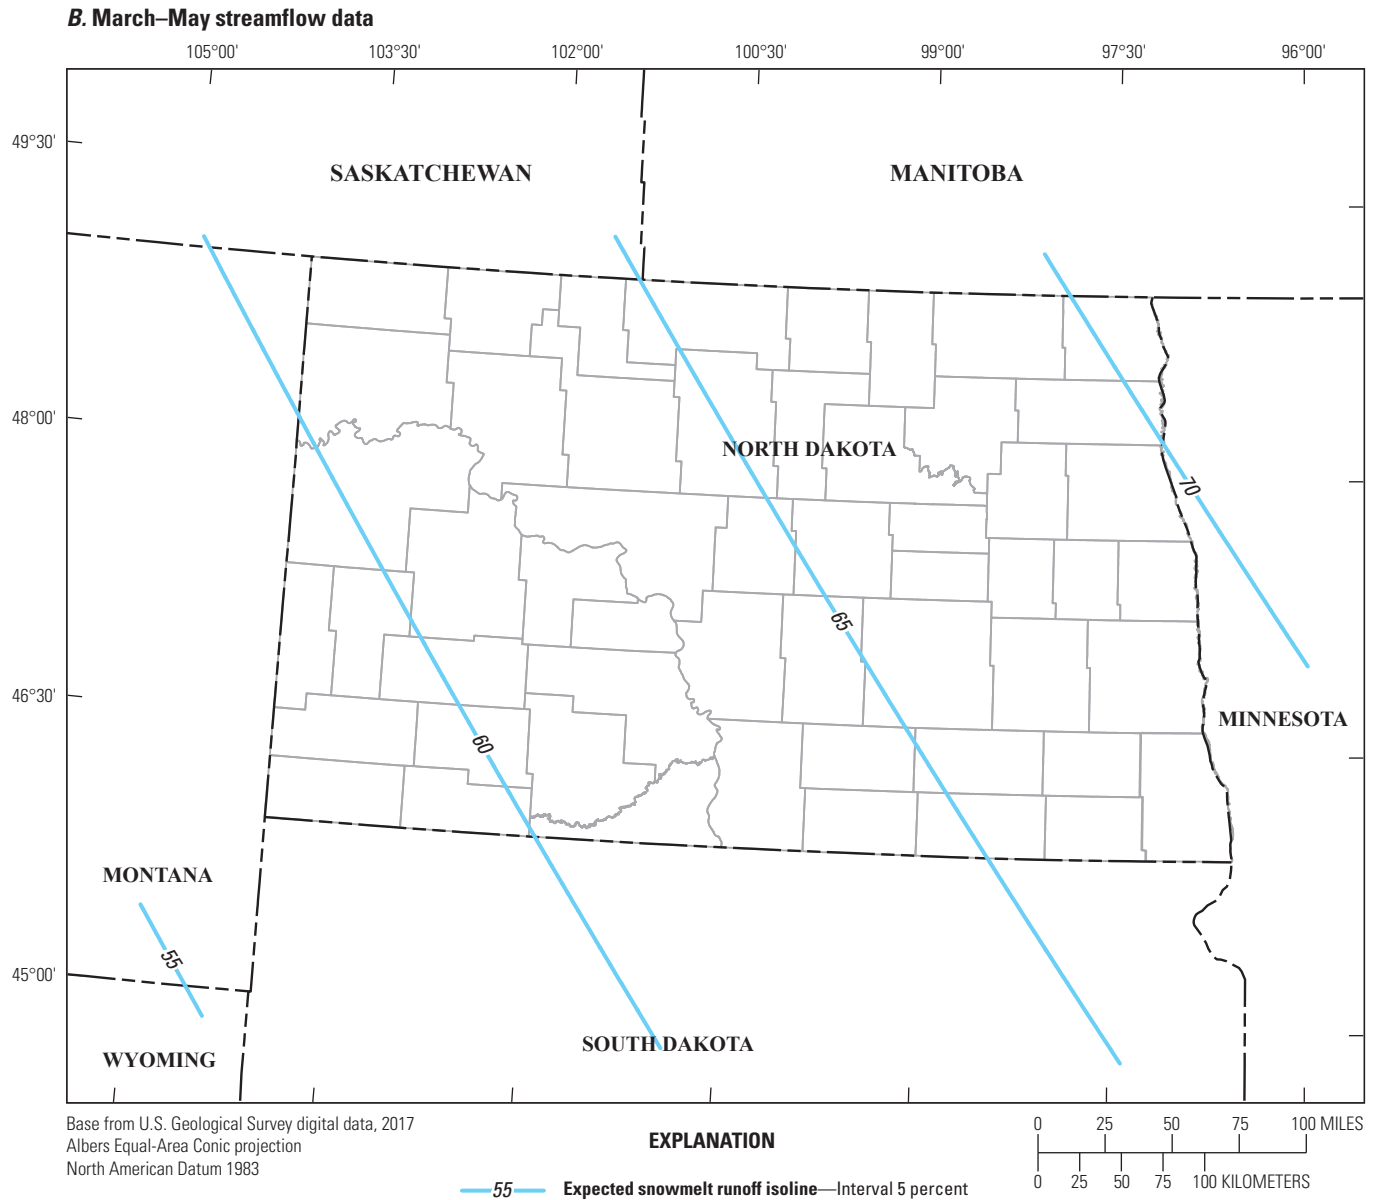 B. March–May streamflow data
105°00' 103°30' 102°00' 100°30' 99°00' 97°30' 96°00'
49°30'
SASKATCHEWAN MANITOBA
48°00'
NORTH DAKOTA
70
65
46°30'
MINNESOTA
60
MONTANA
55
45°00'
SOUTH DAKOTA
WYOMING
Base from U.S. Geological Survey digital data, 2017
Albers Equal-Area Conic projection
North American Datum 1983
EXPLANATION
55 Expected snowmelt runoff isoline—Interval 5 percent
0 25 50 75 100 MILES
0 25 50 75 100 KILOMETERS